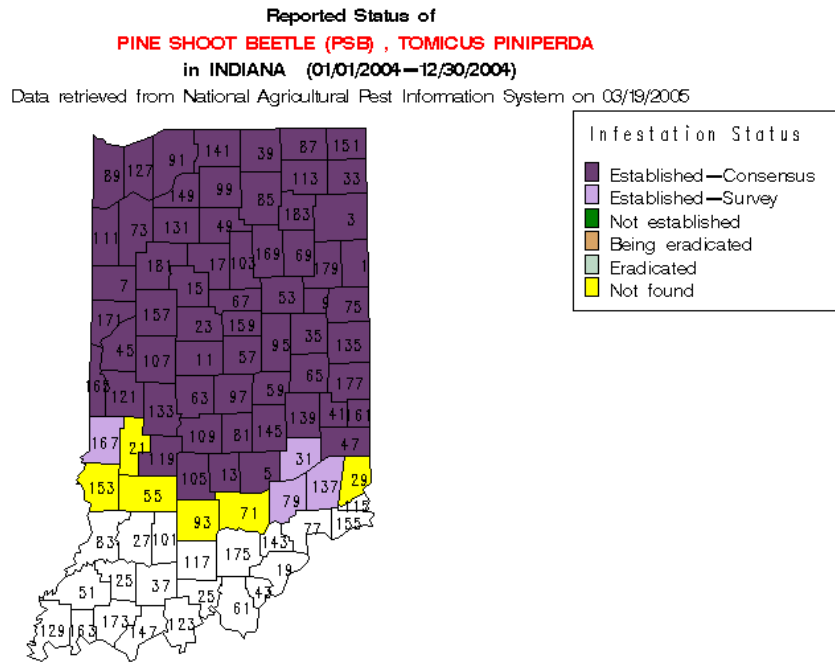 Reported Status of
PINE SHOOT BEETLE (PSB) , TOMICUS PINIPERDA
in INDIANA (01/01/2004—12/30/2004)
Data retrieved from National Agricultural Pest Information System on 03/19/2005
Infestation Status
Established—Consensus
Established—Survey
Not established
Being eradicated
Eradicated
Not found
89 127 91 141 39 87 151
149 99 85 113 33
111 73 131 49 183 3
7 181 17 103 169 69 179 1
15 67 53 9 75
171 157 23 159 95 35 135
45 107 11 57 65
165 121 133 63 97 59 139 177
167 21 109 81 145 41 161
119 105 13 5 31 47
153 55 93 71 79 137 29
83 27 101 117 175 143 77 155 115
51 125 37 25 61 43 19
129 163 173 147 123